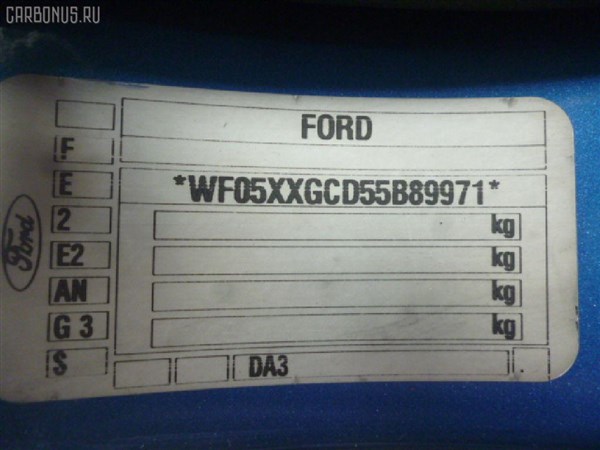 CARBONUS.RU
FORD
F
E
*WF05XXGCD55B89971*
2
kg
Ford
E2
kg
AN
kg
G 3
kg
$
DA3